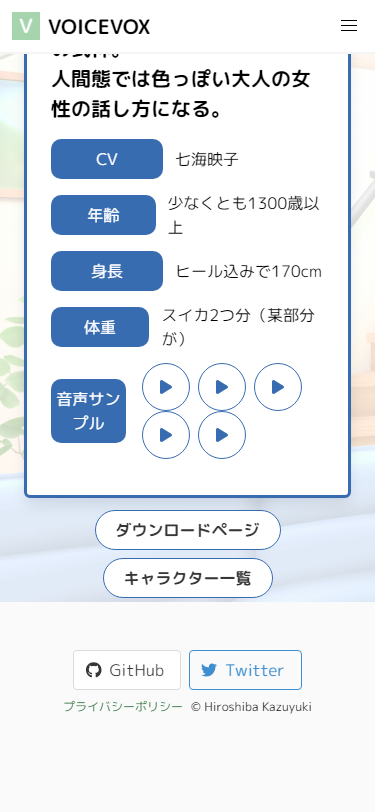 V VOICEVOX
人間態では色っぽい大人の女
性の話し方になる。
CV 七海映子
年齢 少なくとも1300歳以
上
身長 ヒール込みで170cm
体重 スイカ2つ分（某部分
が）
音声サン
プル
ダウンロードページ
キャラクター一覧
GitHub Twitter
プライバシーポリシー © Hiroshiba Kazuyuki